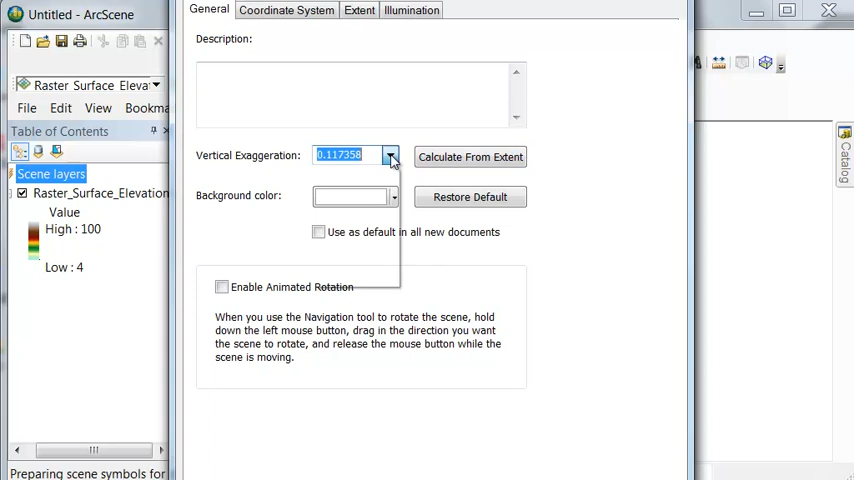 Untitled - ArcScene
General
Coordinate System
Extent
Illumination
Description:
Raster Surface Eleva
File Edit View Bookma
Table of Contents
Vertical Exaggeration:
0.117358
Calculate From Extent
Scene layers
Raster_Surface_Elevation
Background color:
Restore Default
Value
High : 100
Use as default in all new documents
Low : 4
Enable Animated Rotation
When you use the Navigation tool to rotate the scene, hold
down the left mouse button, drag in the direction you want
the scene to rotate, and release the mouse button while the
scene is moving.
Catalog
Preparing scene symbols for